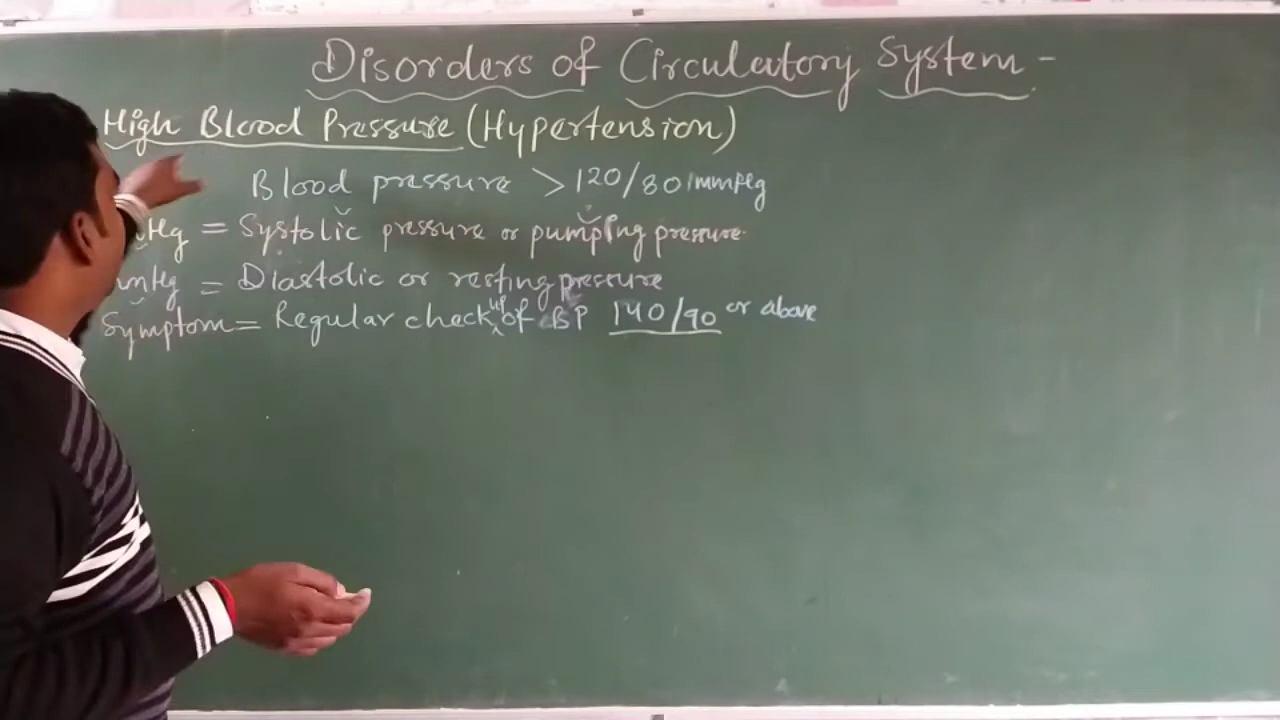 Disorders of Circulatory System -
High Blood Pressure (Hypertension)
Blood pressure > 120/80 mmHg
mHg = Systolic pressure or pumping pressure.
mHg = Diastolic or resting pressure
Symptom = Regular check up of BP 140/90 or above